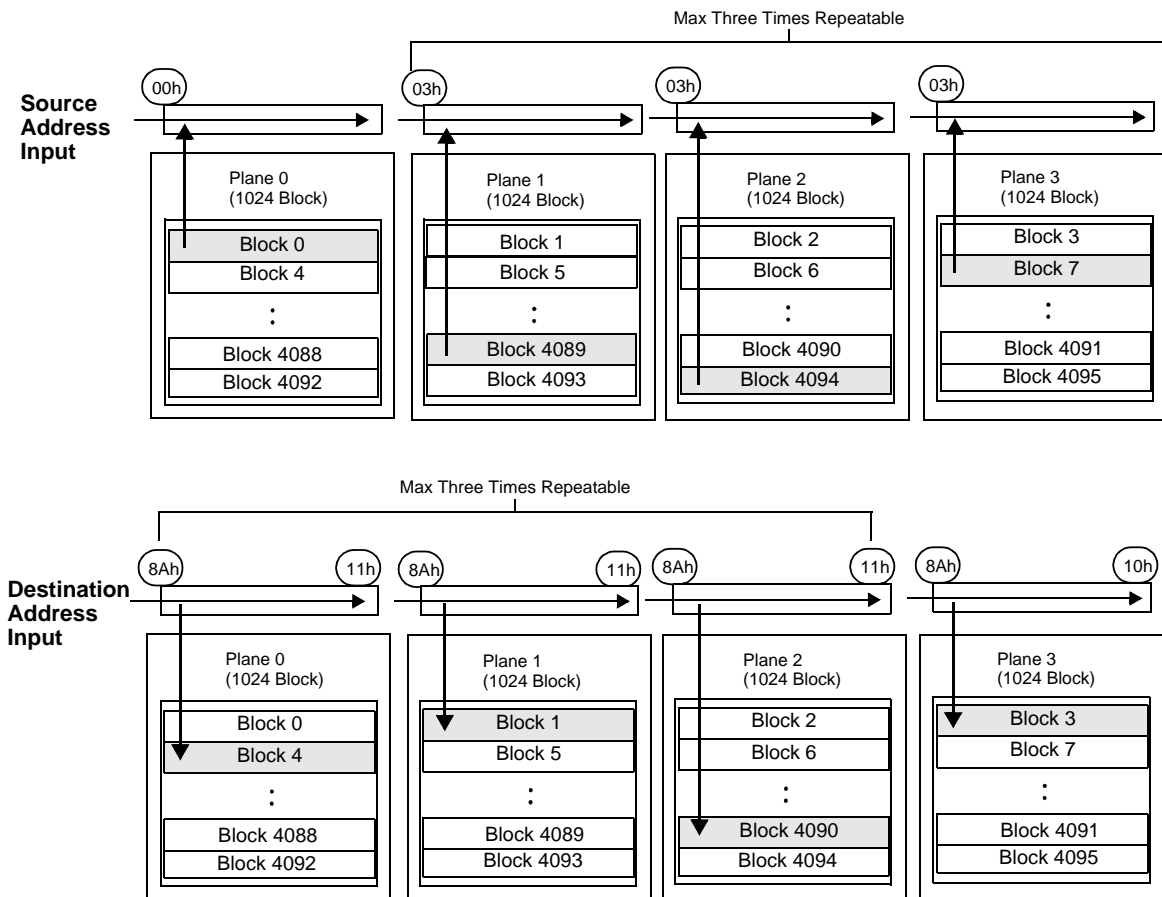 Max Three Times Repeatable
00h
03h
03h
03h
Source
Address
Input
Plane 0
(1024 Block)
Block 0
Block 4
:
Block 4088
Block 4092
Plane 1
(1024 Block)
Block 1
Block 5
:
Block 4089
Block 4093
Plane 2
(1024 Block)
Block 2
Block 6
:
Block 4090
Block 4094
Plane 3
(1024 Block)
Block 3
Block 7
:
Block 4091
Block 4095
Max Three Times Repeatable
8Ah
11h
8Ah
11h
8Ah
11h
8Ah
10h
Destination
Address
Input
Plane 0
(1024 Block)
Block 0
Block 4
:
Block 4088
Block 4092
Plane 1
(1024 Block)
Block 1
Block 5
:
Block 4089
Block 4093
Plane 2
(1024 Block)
Block 2
Block 6
:
Block 4090
Block 4094
Plane 3
(1024 Block)
Block 3
Block 7
:
Block 4091
Block 4095